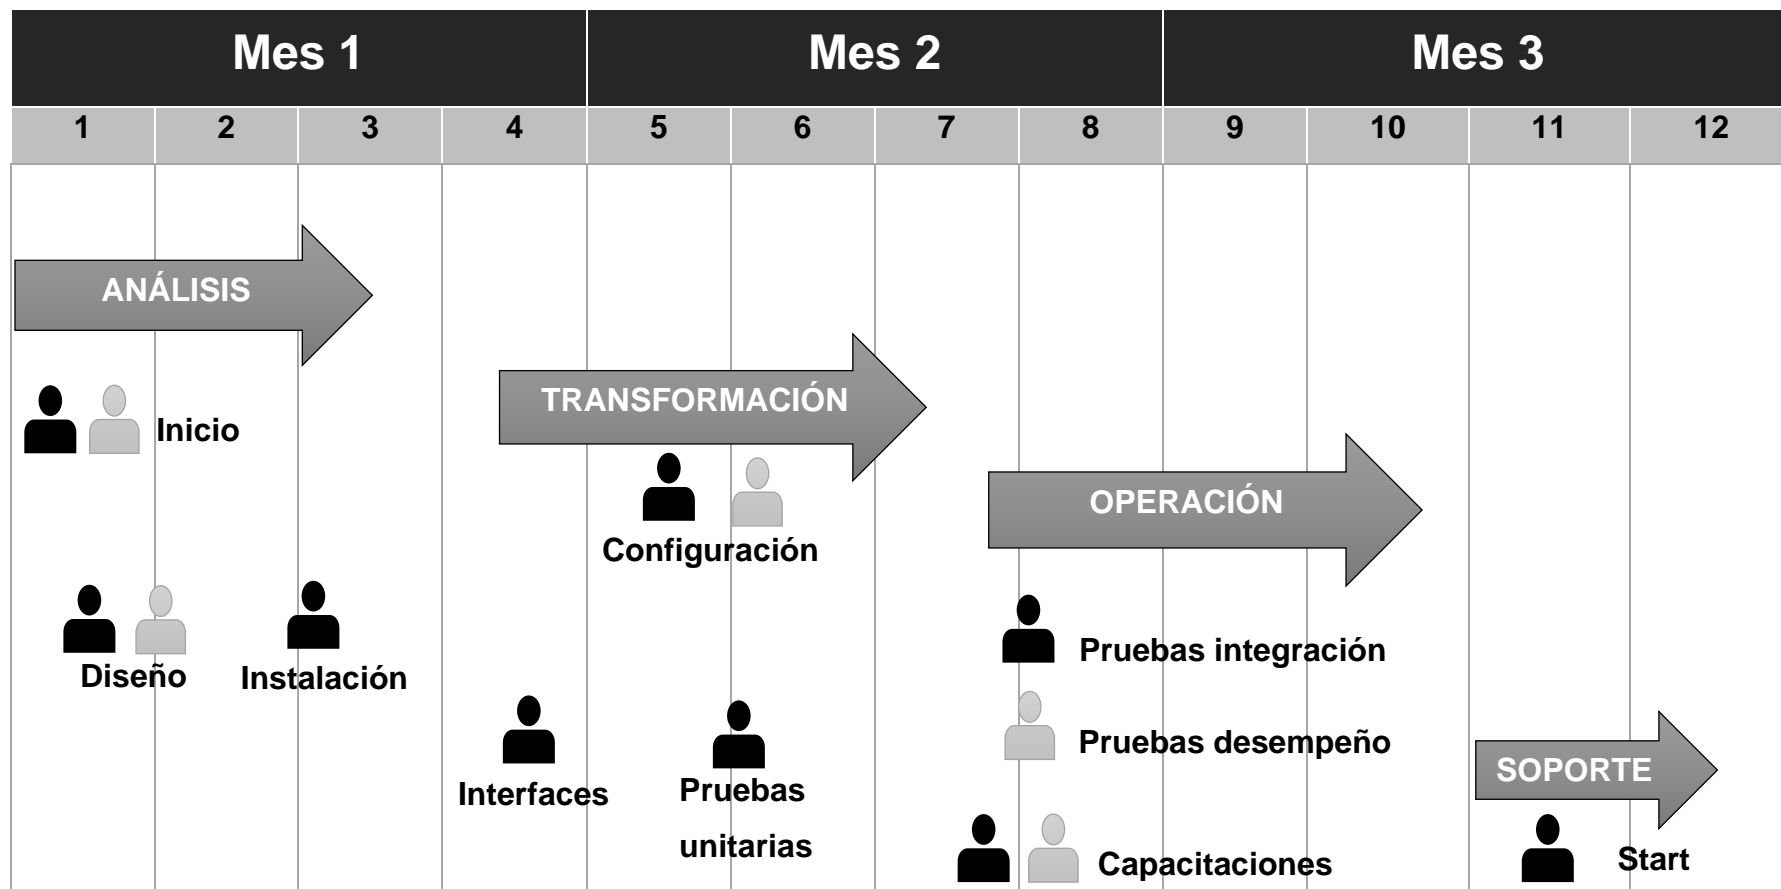 Mes 1 Mes 2 Mes 3
1 2 3 4 5 6 7 8 9 10 11 12
ANÁLISIS
TRANSFORMACIÓN
Inicio
OPERACIÓN
Configuración
Pruebas integración
Diseño Instalación
Pruebas desempeño
SOPORTE
Interfaces Pruebas
unitarias
Capacitaciones Start